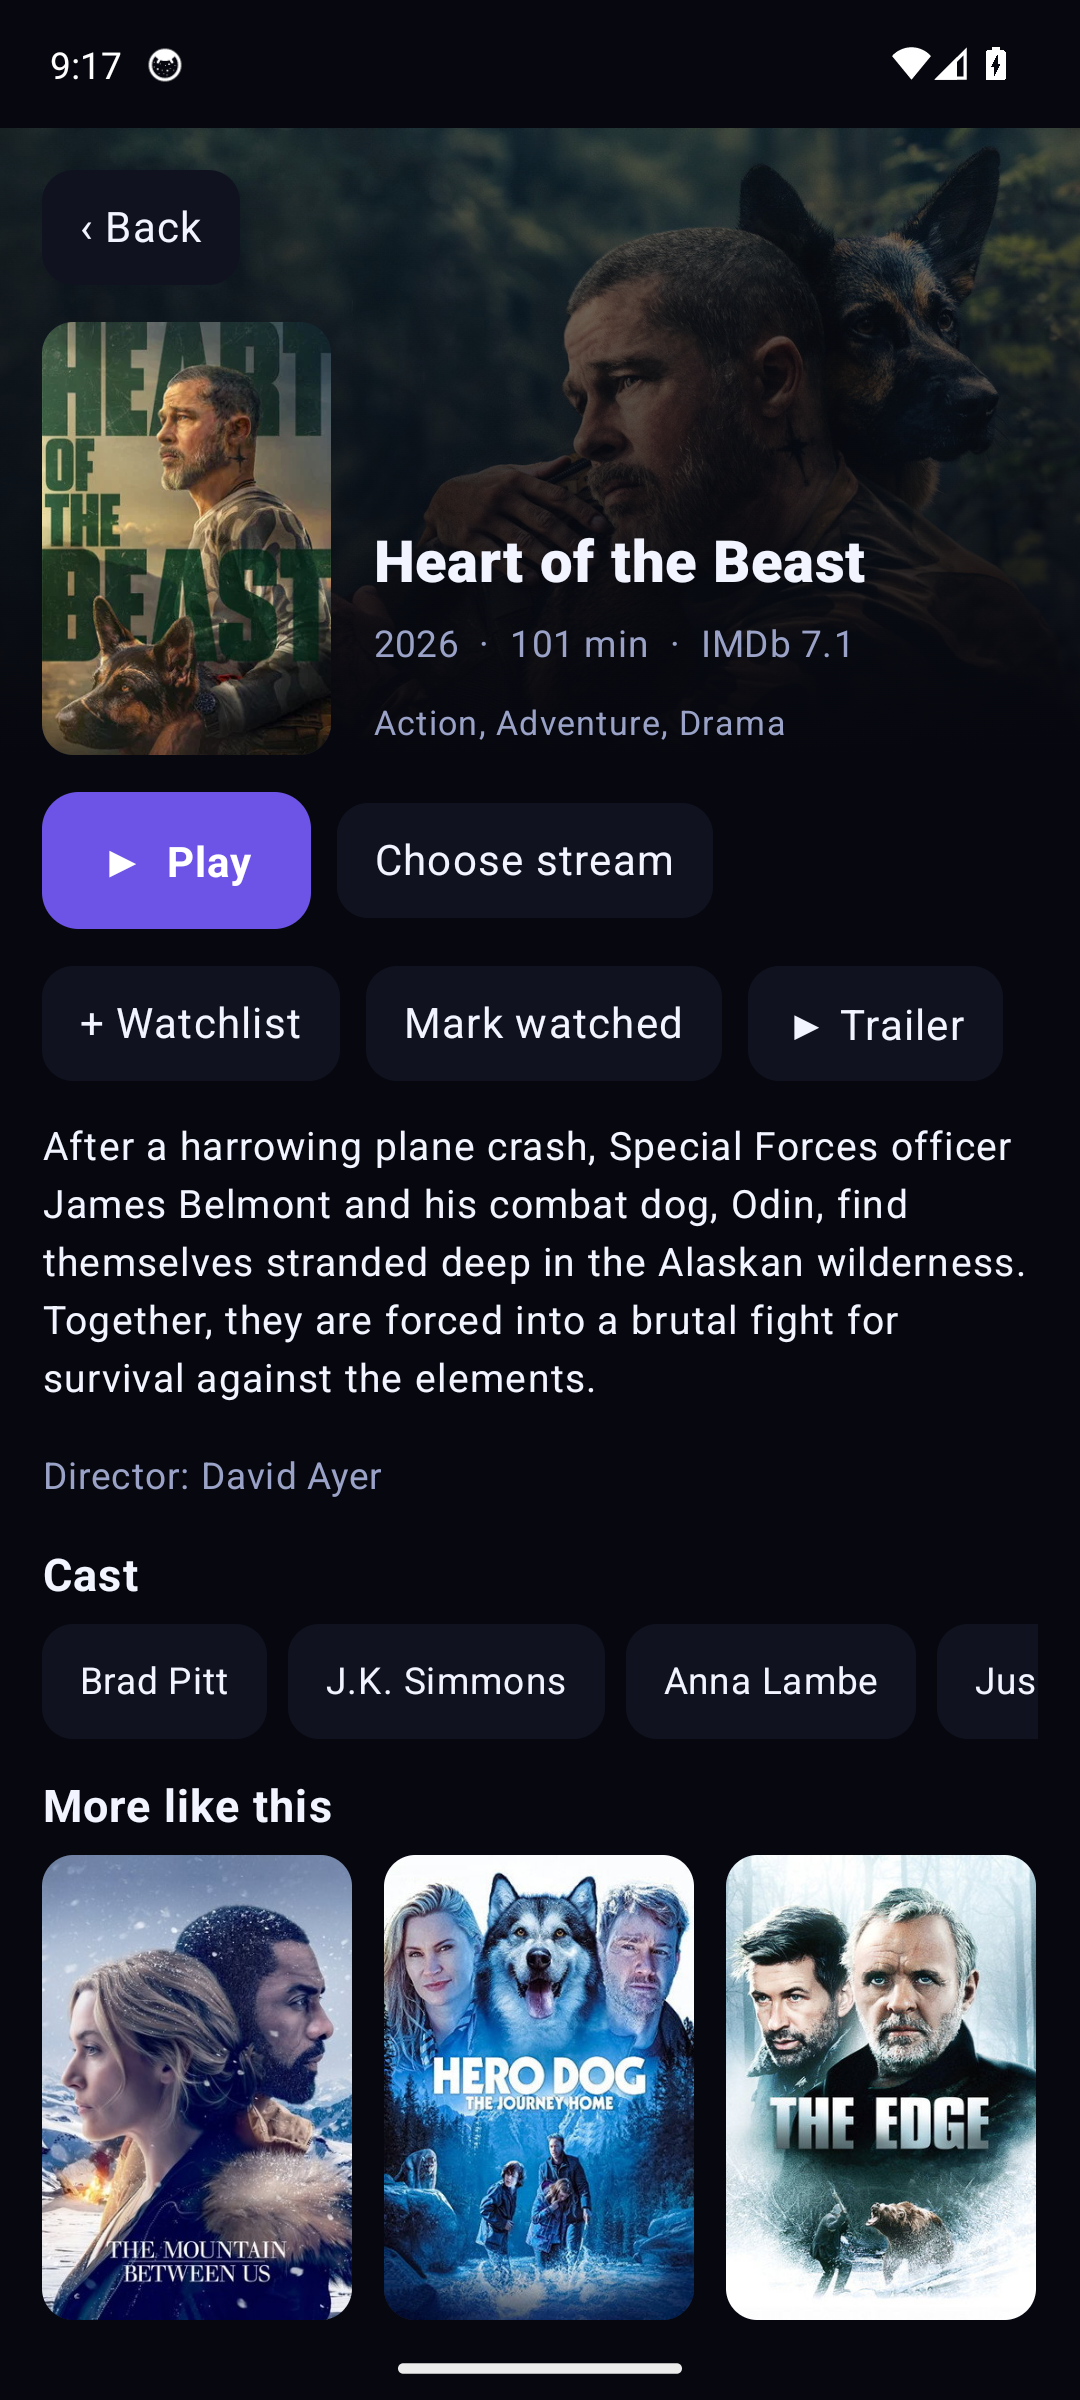 9:17
‹ Back
HEART
OF
THE
BEAST
Heart of the Beast
2026 · 101 min · IMDb 7.1
Action, Adventure, Drama
► Play
Choose stream
+ Watchlist
Mark watched
► Trailer
After a harrowing plane crash, Special Forces officer
James Belmont and his combat dog, Odin, find
themselves stranded deep in the Alaskan wilderness.
Together, they are forced into a brutal fight for
survival against the elements.
Director: David Ayer
Cast
Brad Pitt
J.K. Simmons
Anna Lambe
Jus
More like this
THE MOUNTAIN
BETWEEN US
HERO DOG
THE JOURNEY HOME
THE EDGE